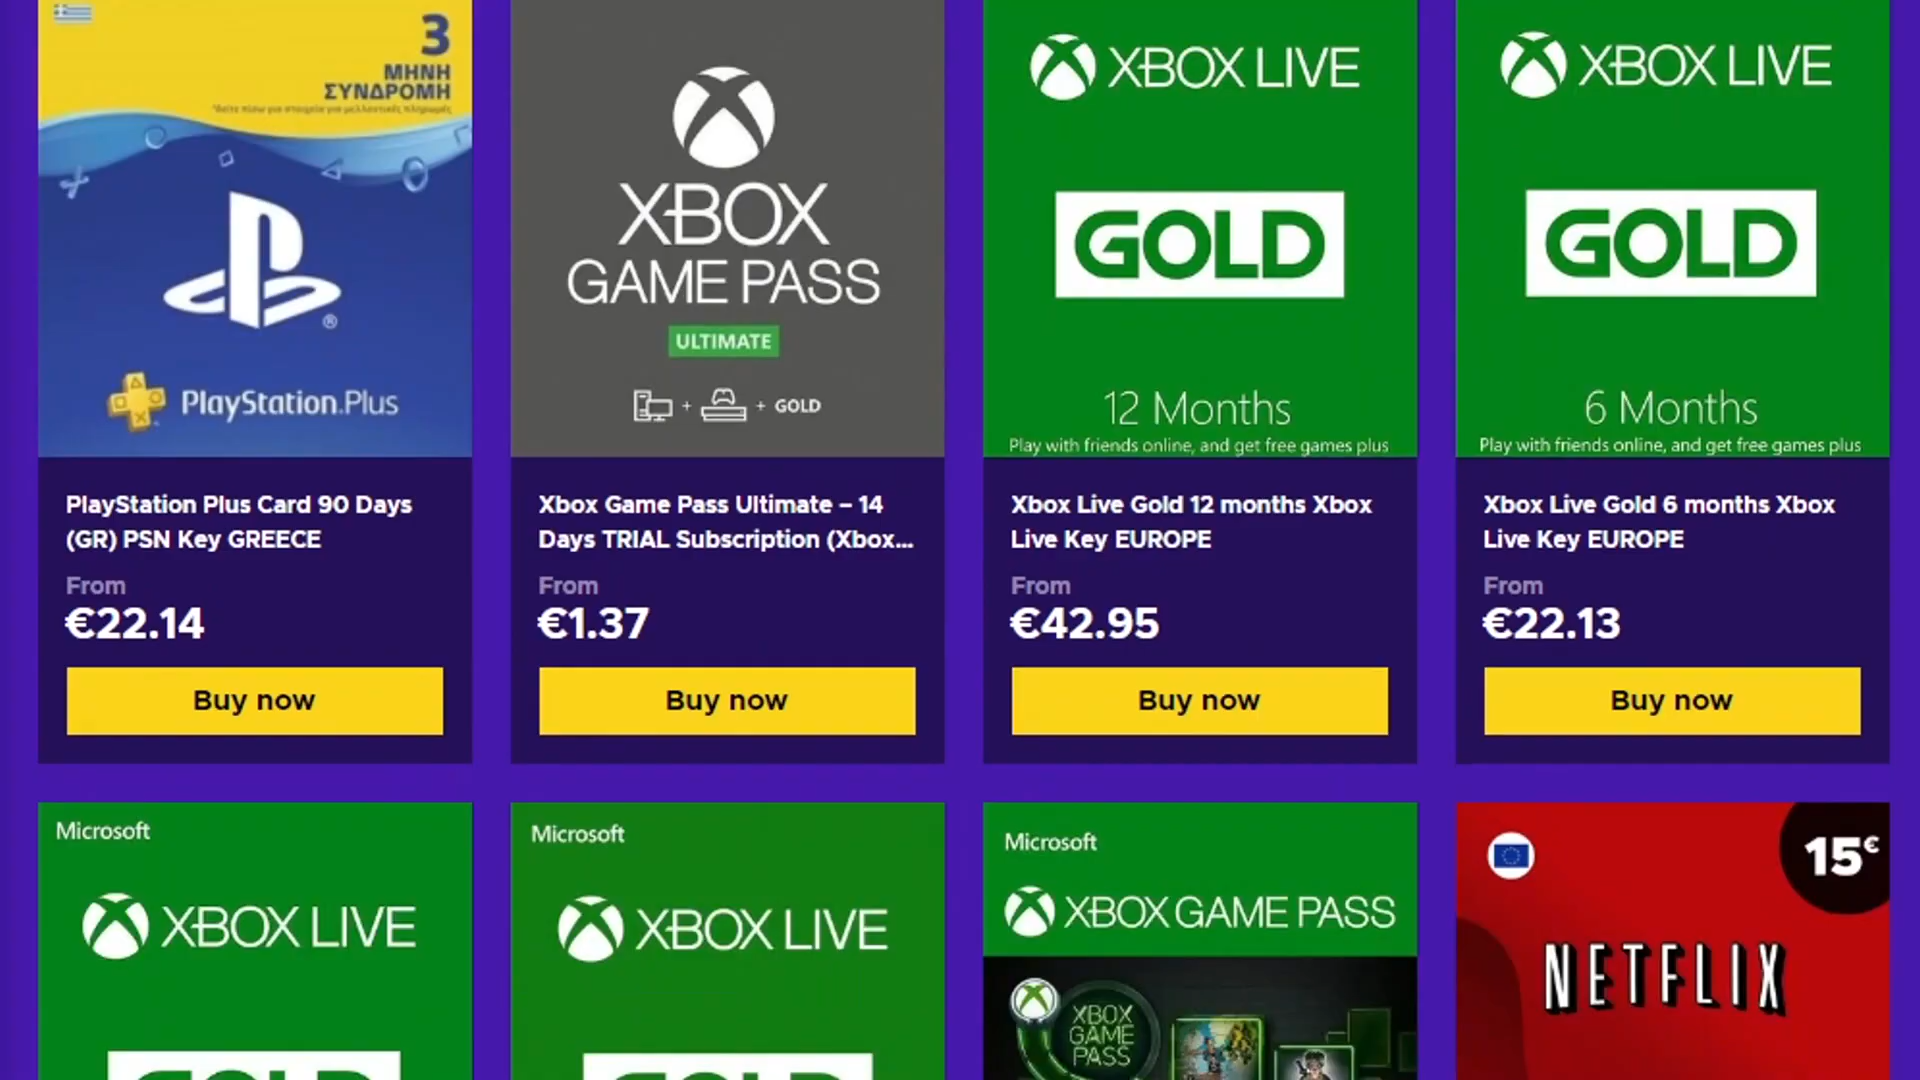 3
ΜΗΝΗ
ΣΥΝΔΡΟΜΗ
PlayStation.Plus
PlayStation Plus Card 90 Days
(GR) PSN Key GREECE
From
€22.14
Buy now
XBOX
GAME PASS
ULTIMATE
+ + GOLD
Xbox Game Pass Ultimate – 14
Days TRIAL Subscription (Xbox...
From
€1.37
Buy now
XBOX LIVE
GOLD
12 Months
Play with friends online, and get free games plus
Xbox Live Gold 12 months Xbox
Live Key EUROPE
From
€42.95
Buy now
XBOX LIVE
GOLD
6 Months
Play with friends online, and get free games plus
Xbox Live Gold 6 months Xbox
Live Key EUROPE
From
€22.13
Buy now
Microsoft
XBOX LIVE
GOLD
Microsoft
XBOX LIVE
GOLD
Microsoft
XBOX GAME PASS
XBOX
GAME
PASS
15€
NETFLIX